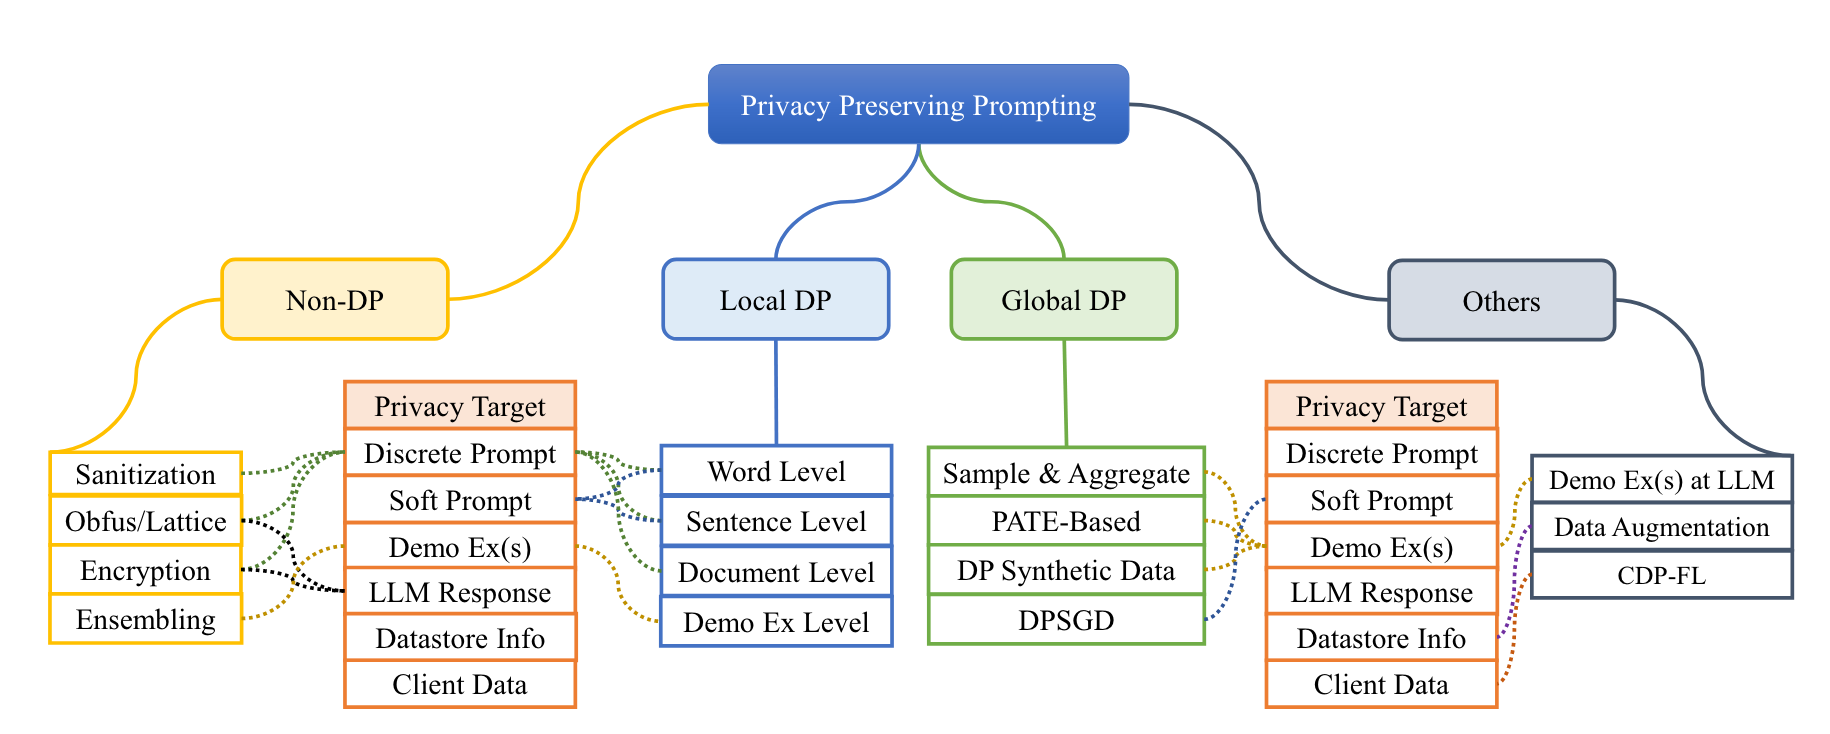 Privacy Preserving Prompting
Non-DP
Local DP
Global DP
Others
Sanitization
Obfus/Lattice
Encryption
Ensembling
Privacy Target
Discrete Prompt
Soft Prompt
Demo Ex(s)
LLM Response
Datastore Info
Client Data
Word Level
Sentence Level
Document Level
Demo Ex Level
Sample & Aggregate
PATE-Based
DP Synthetic Data
DPSGD
Privacy Target
Discrete Prompt
Soft Prompt
Demo Ex(s)
LLM Response
Datastore Info
Client Data
Demo Ex(s) at LLM
Data Augmentation
CDP-FL